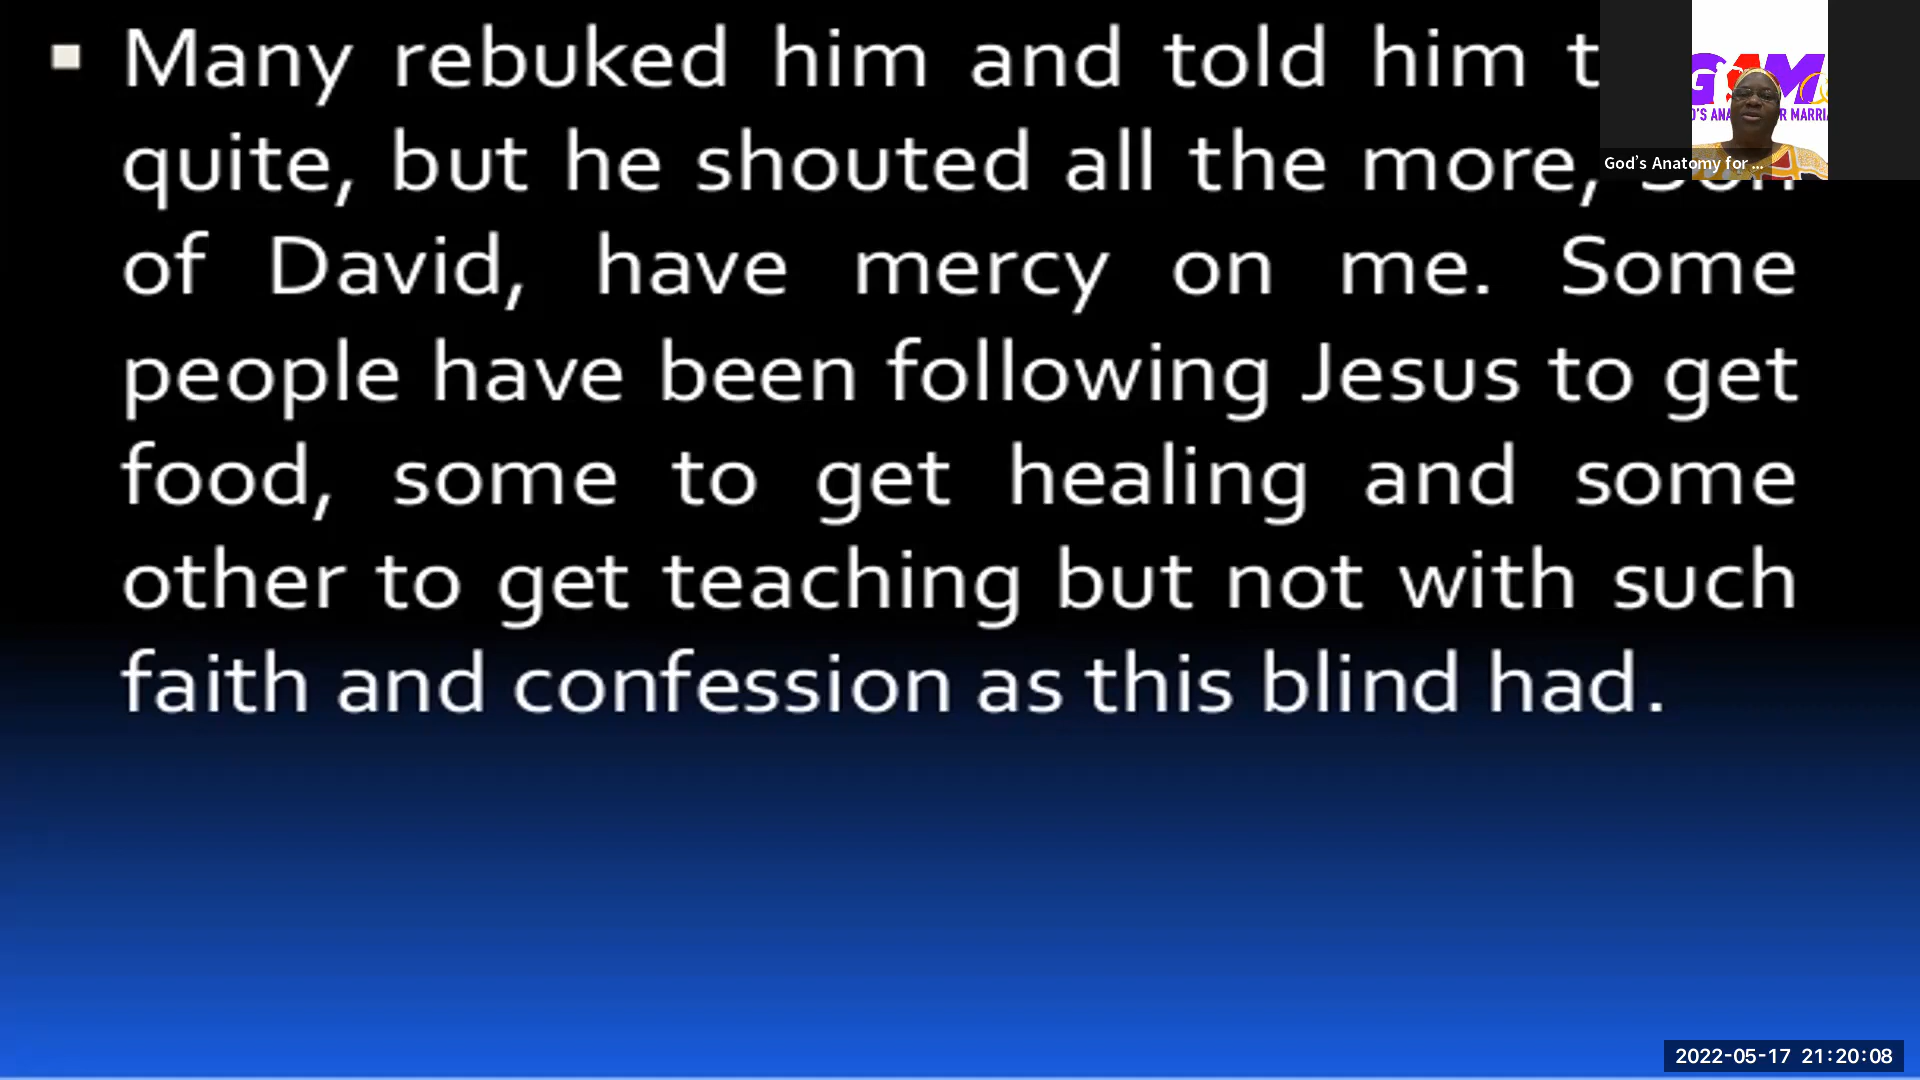 Many rebuked him and told him
quite, but he shouted all the more, Son
of David, have mercy on me. Some
people have been following Jesus to get
food, some to get healing and some
other to get teaching but not with such
faith and confession as this blind had.
God's Anatomy for ...
2022-05-17 21:20:08